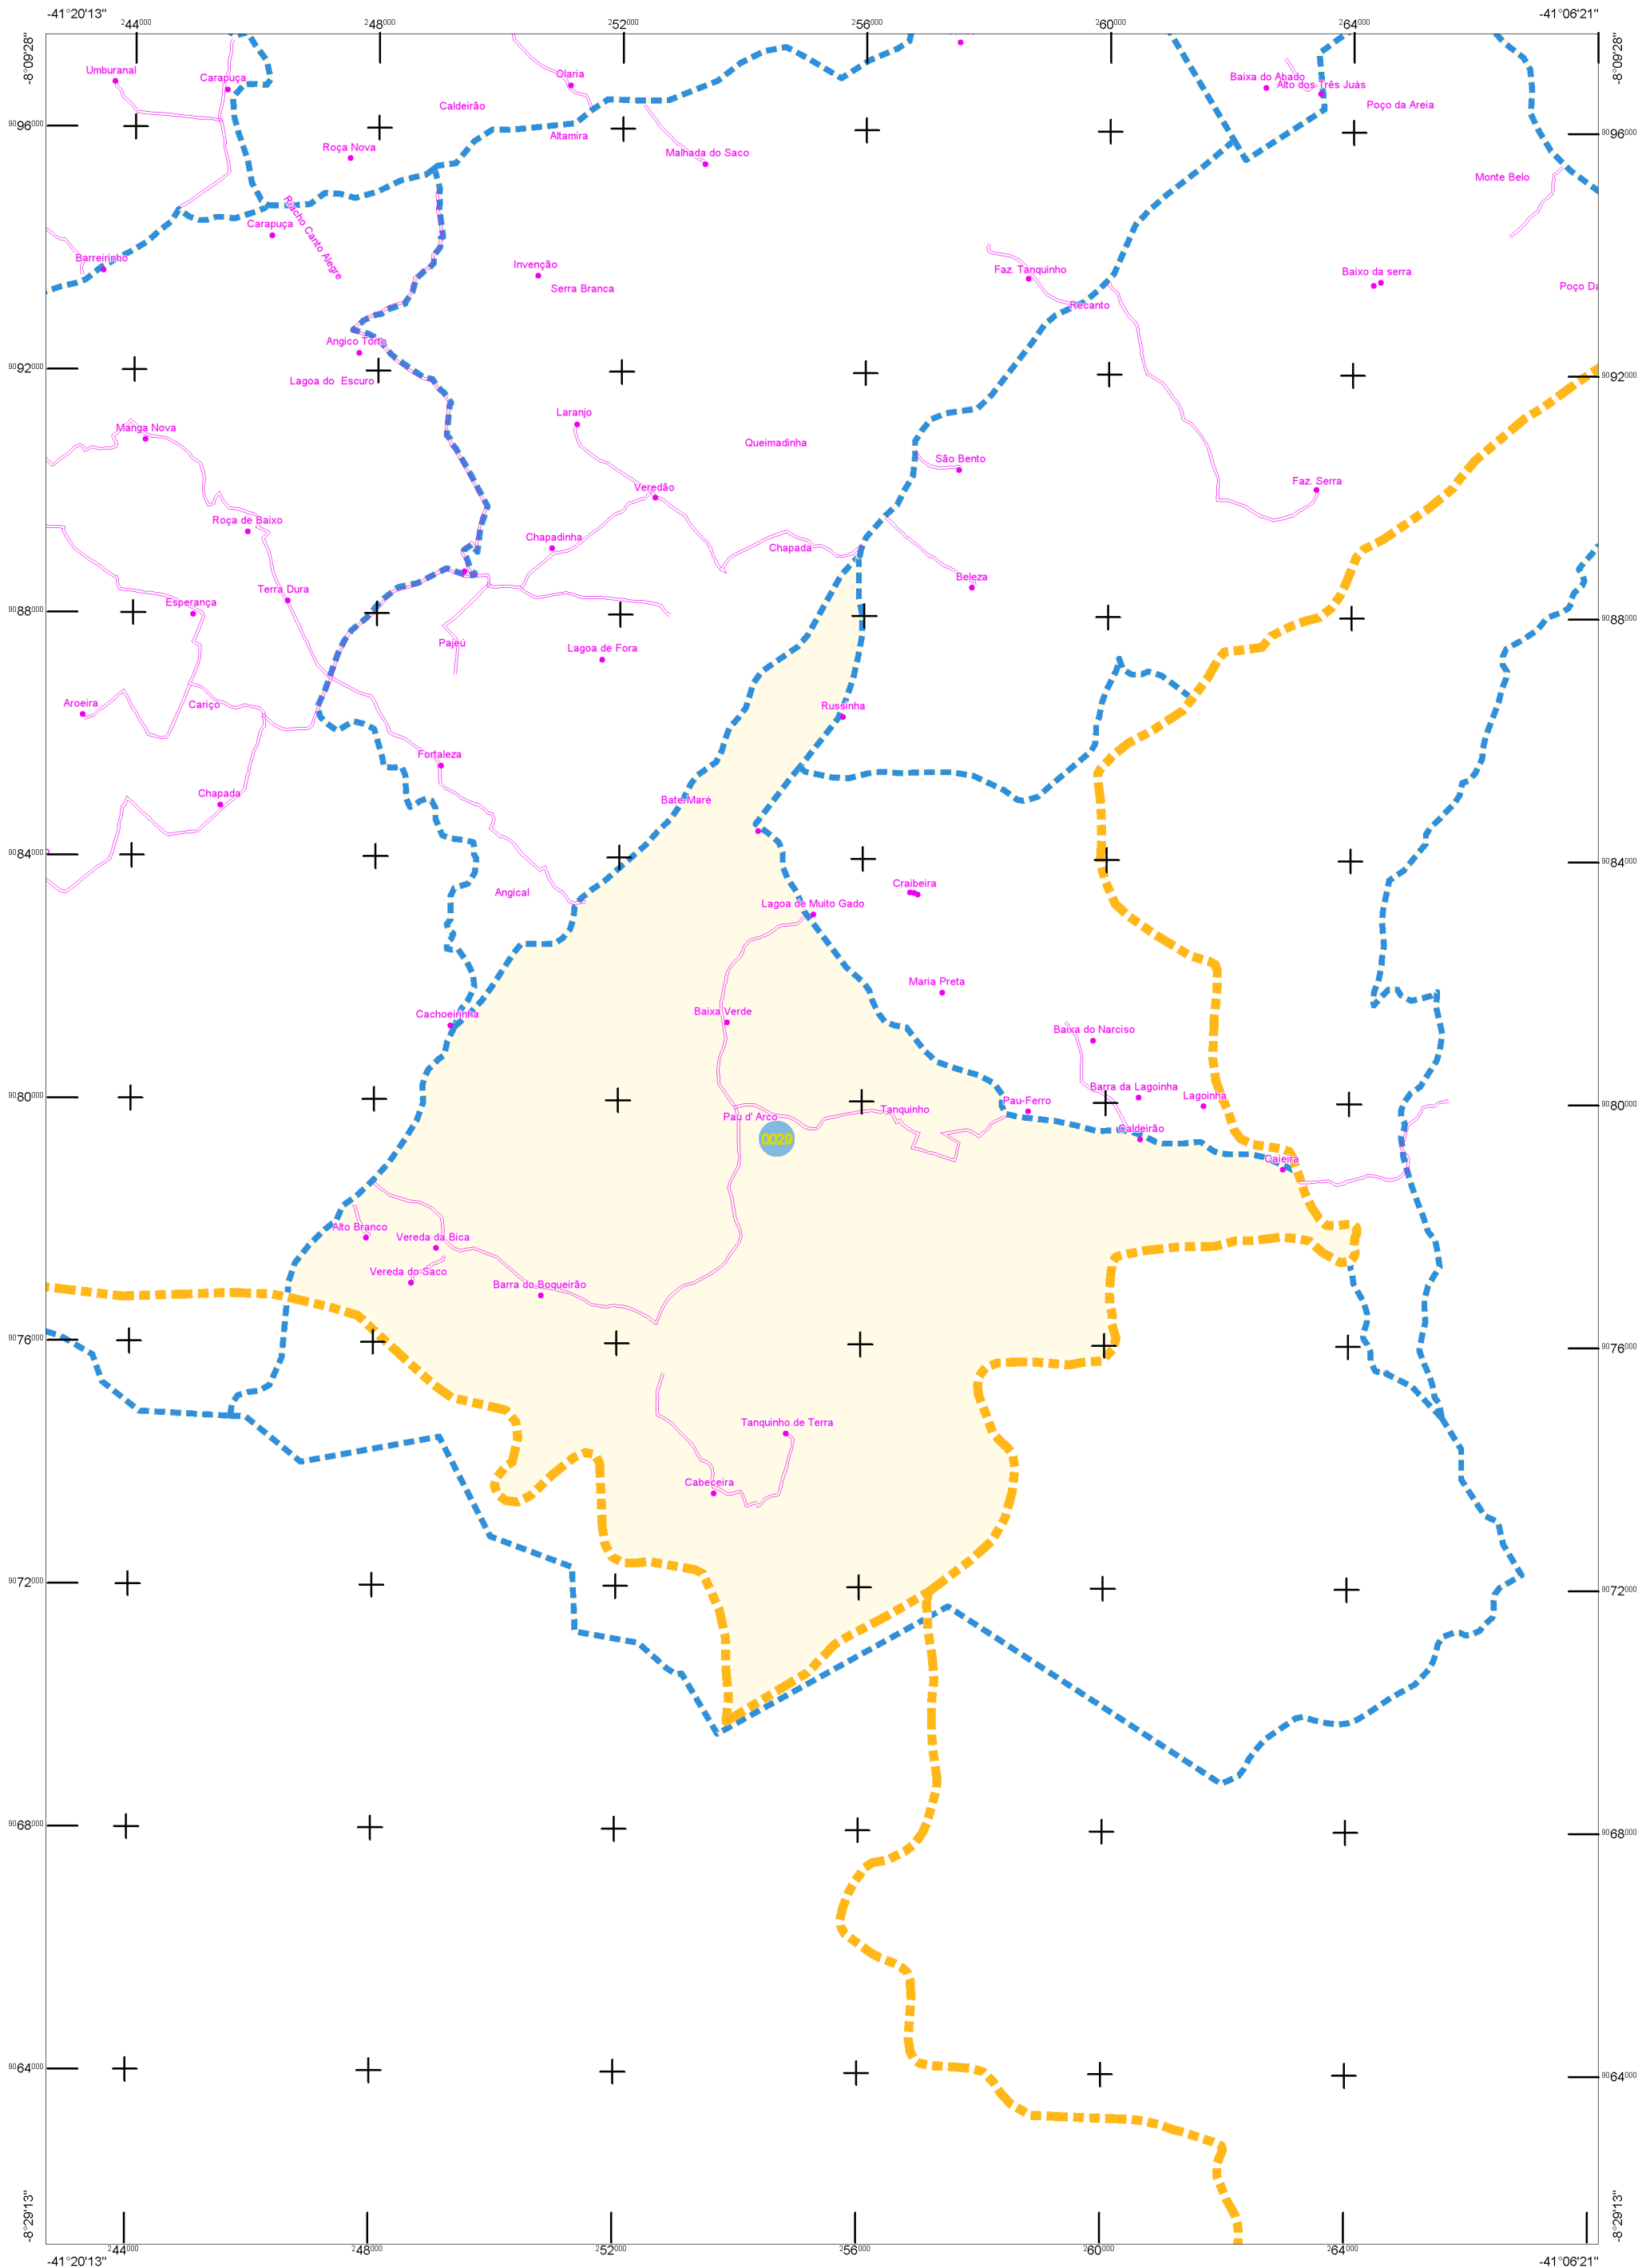 -41°20'13" -41°06'21"
²44⁰⁰⁰ ²48⁰⁰⁰ ²52⁰⁰⁰ ²56⁰⁰⁰ ²60⁰⁰⁰ ²64⁰⁰⁰
-8°09'28" -8°09'28"
Umburanal
Carapuça
Olaria
Baixa do Abado
Alto dos Três Juás
Caldeirão
Poço da Areia
⁹⁰96⁰⁰⁰ ⁹⁰96⁰⁰⁰
Altamira
Roça Nova
Malhada do Saco
Monte Belo
Riacho Canto Alegre
Carapuça
Barreirinho
Invenção
Faz. Tanquinho
Baixo da serra
Serra Branca
Poço Da
Recanto
Angico Torto
⁹⁰92⁰⁰⁰ ⁹⁰92⁰⁰⁰
Lagoa do Escuro
Laranjo
Manga Nova
Queimadinha
São Bento
Faz. Serra
Veredão
Roça de Baixo
Chapadinha
Chapada
Beleza
Terra Dura
Esperança
⁹⁰88⁰⁰⁰ ⁹⁰88⁰⁰⁰
Pajeú
Lagoa de Fora
Aroeira
Cariço
Russinha
Fortaleza
Chapada
Bate Maré
⁹⁰84⁰⁰⁰ ⁹⁰84⁰⁰⁰
Craibeira
Angical
Lagoa de Muito Gado
Maria Preta
Cachoeirinha
Baixa Verde
Baixa do Narciso
Barra da Lagoinha
⁹⁰80⁰⁰⁰ ⁹⁰80⁰⁰⁰
Lagoinha
Pau-Ferro
Tanquinho
Pau d' Arco
Caldeirão
0029
Caieira
Alto Branco
Vereda da Bica
Vereda do Saco
Barra do Boqueirão
⁹⁰76⁰⁰⁰ ⁹⁰76⁰⁰⁰
Tanquinho de Terra
Cabeceira
⁹⁰72⁰⁰⁰ ⁹⁰72⁰⁰⁰
⁹⁰68⁰⁰⁰ ⁹⁰68⁰⁰⁰
⁹⁰64⁰⁰⁰ ⁹⁰64⁰⁰⁰
-8°29'13" -8°29'13"
²44⁰⁰⁰ ²48⁰⁰⁰ ²52⁰⁰⁰ ²56⁰⁰⁰ ²60⁰⁰⁰ ²64⁰⁰⁰
-41°20'13" -41°06'21"